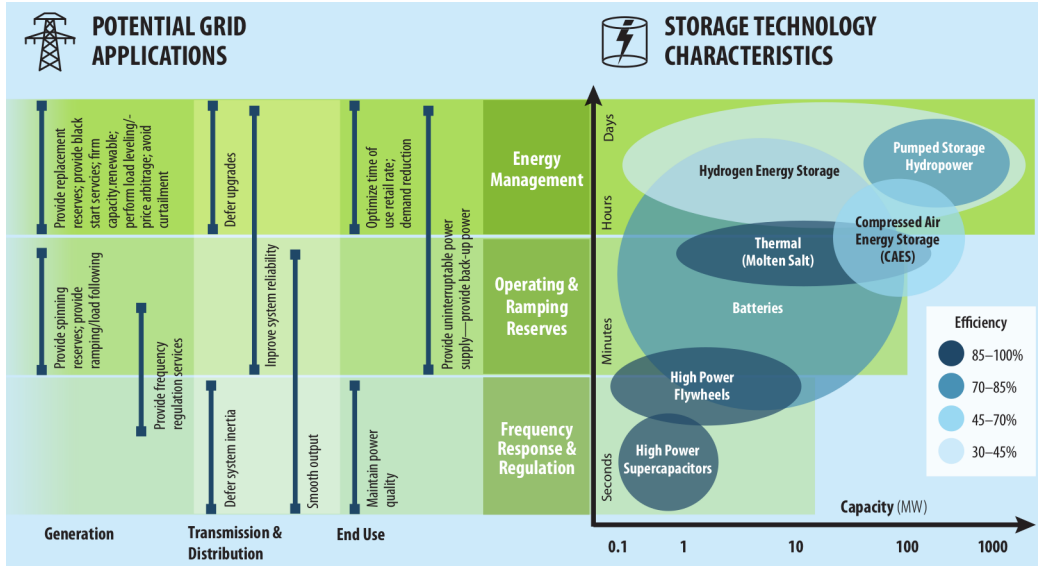 POTENTIAL GRID
APPLICATIONS
STORAGE TECHNOLOGY
CHARACTERISTICS
Provide replacement
reserves; provide black
start servcies; firm
capacity.renewable;
perform load leveling/-
price arbitrage; avoid
curtailment
Defer upgrades
Optimize time of
use retail rate;
demand reduction
Energy
Management
Provide spinning
reserves; provide
ramping/load following
Provide frequency
regulation services
Inprove system reliability
Provide uninterruptable power
supply—provide back-up power
Operating &
Ramping
Reserves
Defer system inertia
Smooth output
Maintain power
quality
Frequency
Response &
Regulation
Generation
Transmission &
Distribution
End Use
Days
Hours
Minutes
Seconds
Pumped Storage
Hydropower
Hydrogen Energy Storage
Compressed Air
Energy Storage
(CAES)
Thermal
(Molten Salt)
Batteries
High Power
Flywheels
High Power
Supercapacitors
Efficiency
85–100%
70–85%
45–70%
30–45%
Capacity (MW)
0.1 1 10 100 1000